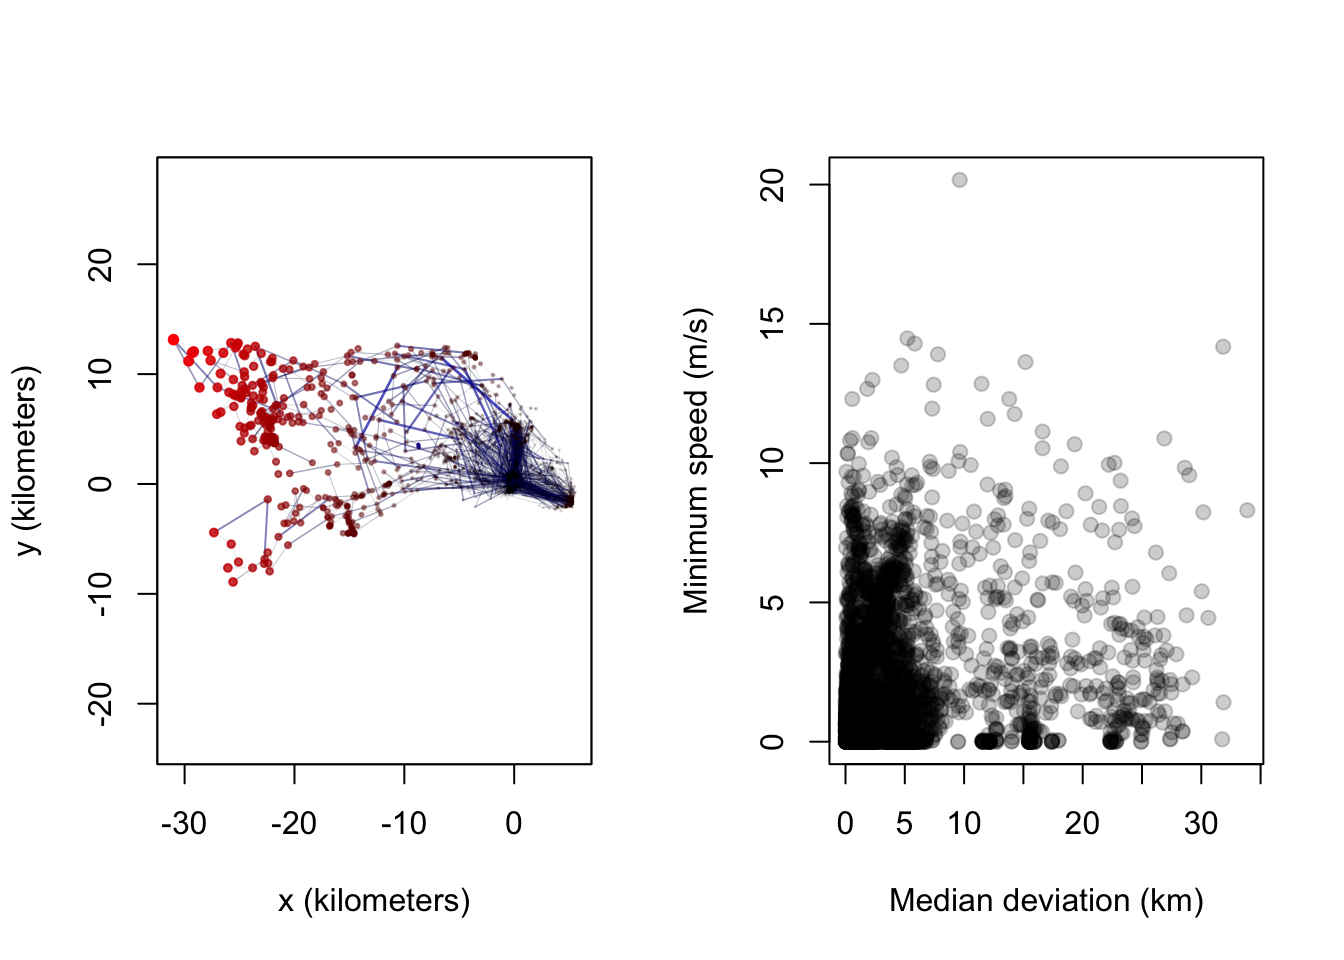 y (kilometers)
20
10
0
-10
-20
-30 -20 -10 0
x (kilometers)
Minimum speed (m/s)
20
15
10
5
0
0 5 10 20 30
Median deviation (km)